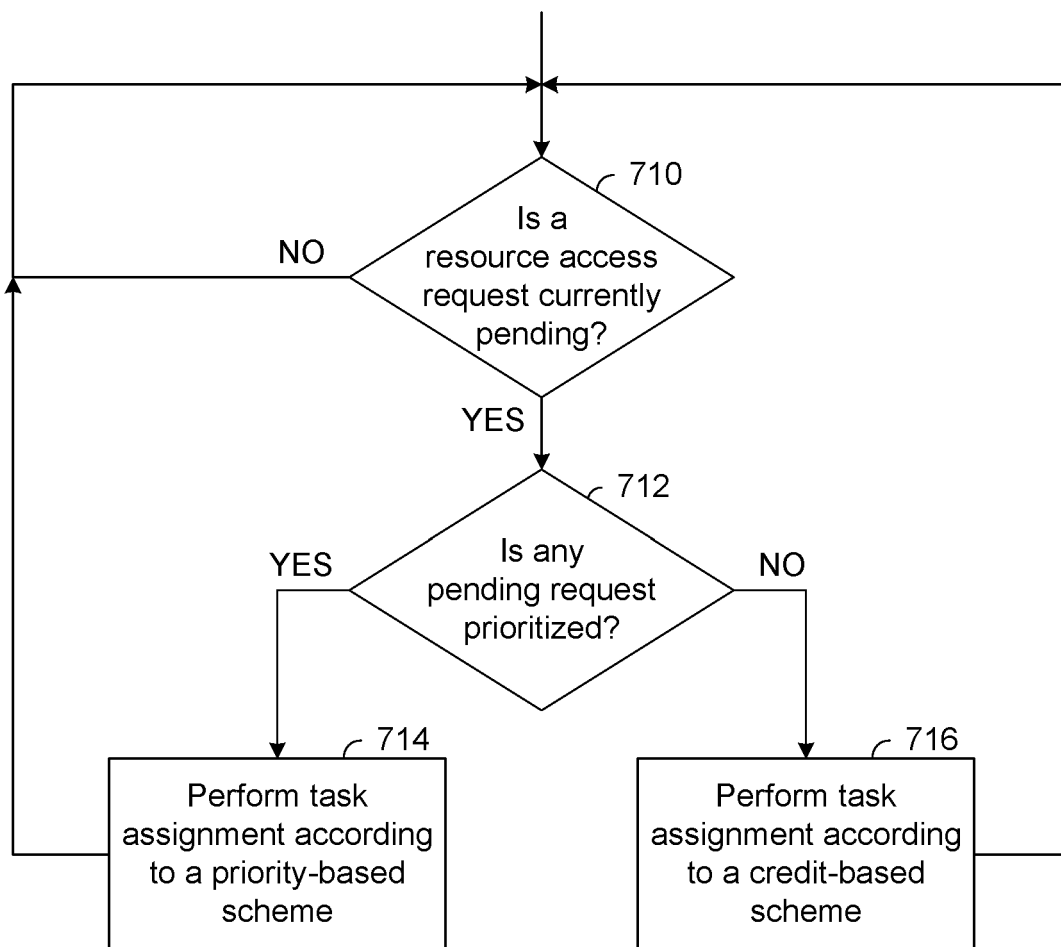 710
Is a
resource access
request currently
pending?
NO
YES
712
Is any
pending request
prioritized?
YES
NO
714
Perform task
assignment according
to a priority-based
scheme
716
Perform task
assignment according
to a credit-based
scheme